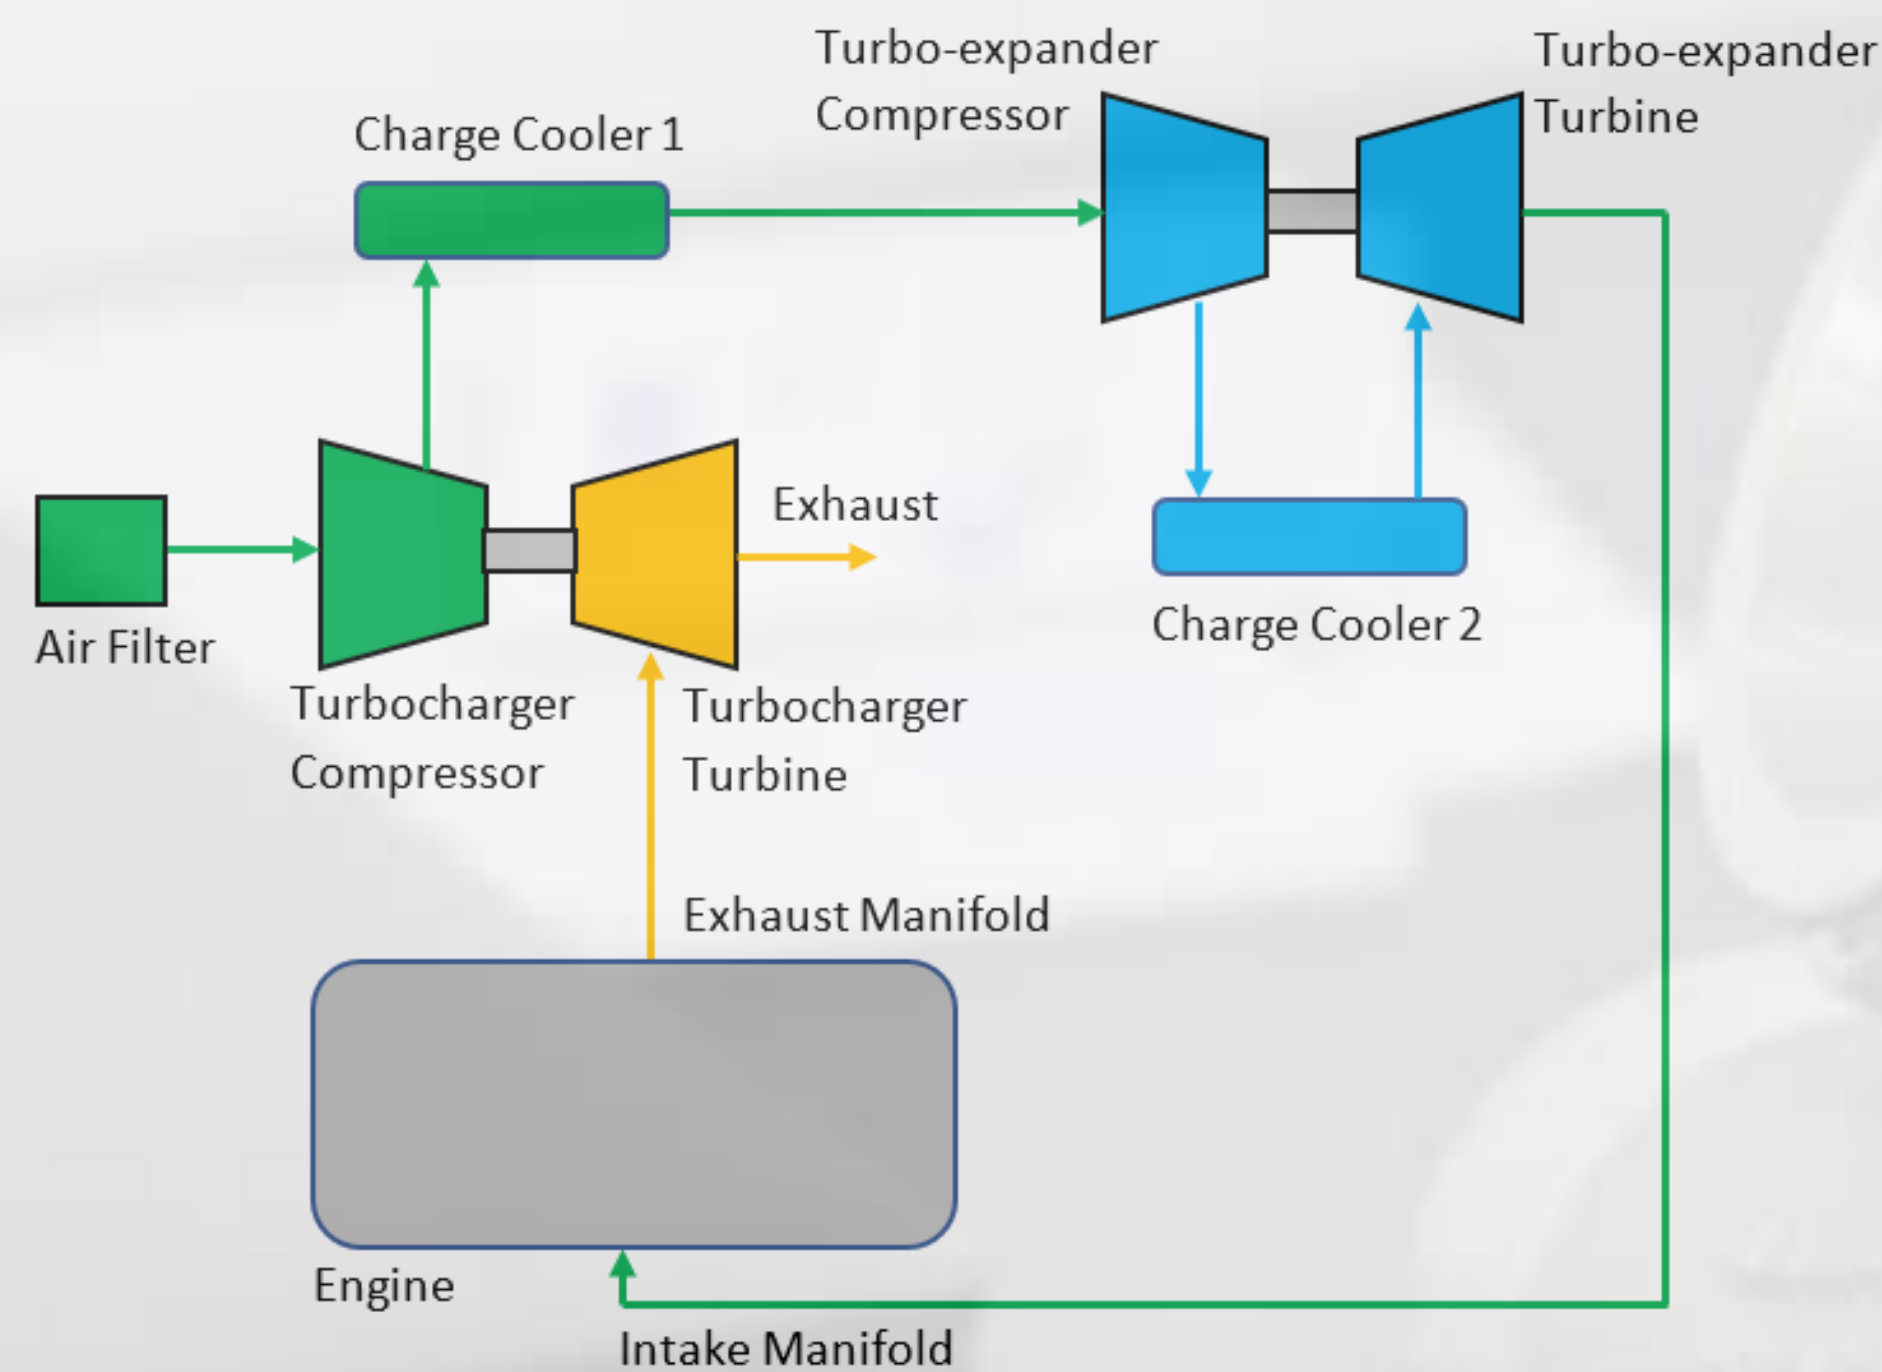 Turbo-expander
Compressor
Turbo-expander
Turbine
Charge Cooler 1
Exhaust
Air Filter
Charge Cooler 2
Turbocharger
Compressor
Turbocharger
Turbine
Exhaust Manifold
Engine
Intake Manifold